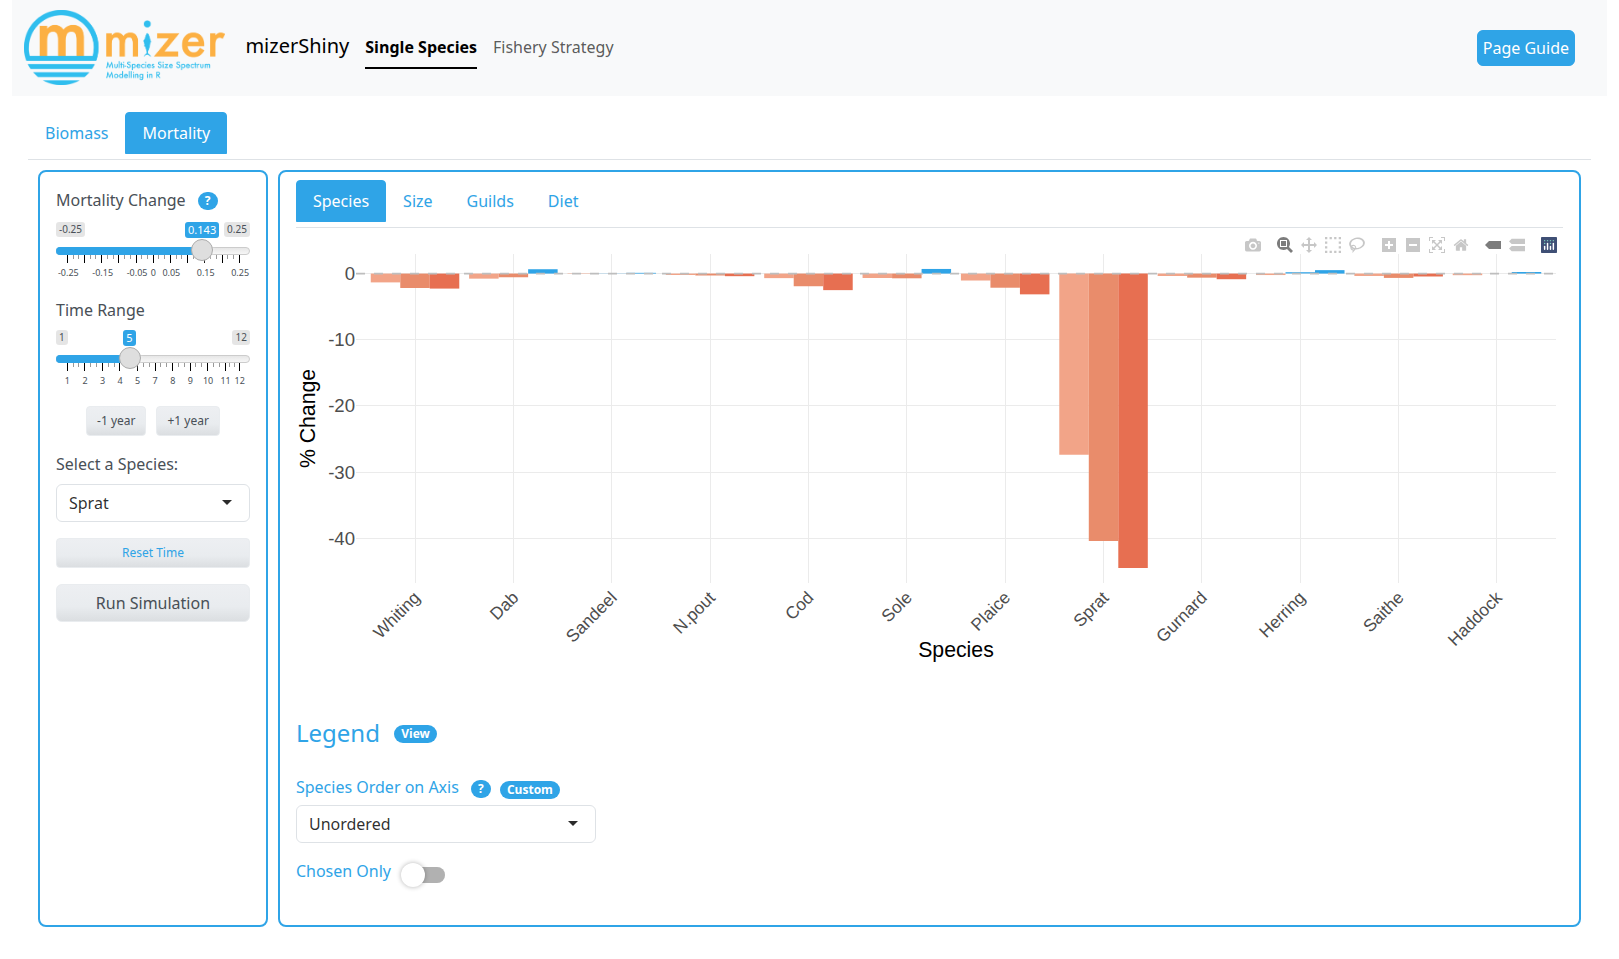 mizer
Multi-Species Size Spectrum
Modelling in R
mizerShiny Single Species Fishery Strategy Page Guide
Biomass Mortality
Mortality Change ?
-0.25 0.143 0.25
-0.25 -0.15 -0.05 0 0.05 0.15 0.25
Time Range
1 5 12
1 2 3 4 5 7 8 9 10 11 12
-1 year +1 year
Select a Species:
Sprat
Reset Time
Run Simulation
Species Size Guilds Diet
0
-10
-20
-30
-40
% Change
Whiting Dab Sandeel N.pout Cod Sole Plaice Sprat Gurnard Herring Saithe Haddock
Species
Legend View
Species Order on Axis ? Custom
Unordered
Chosen Only